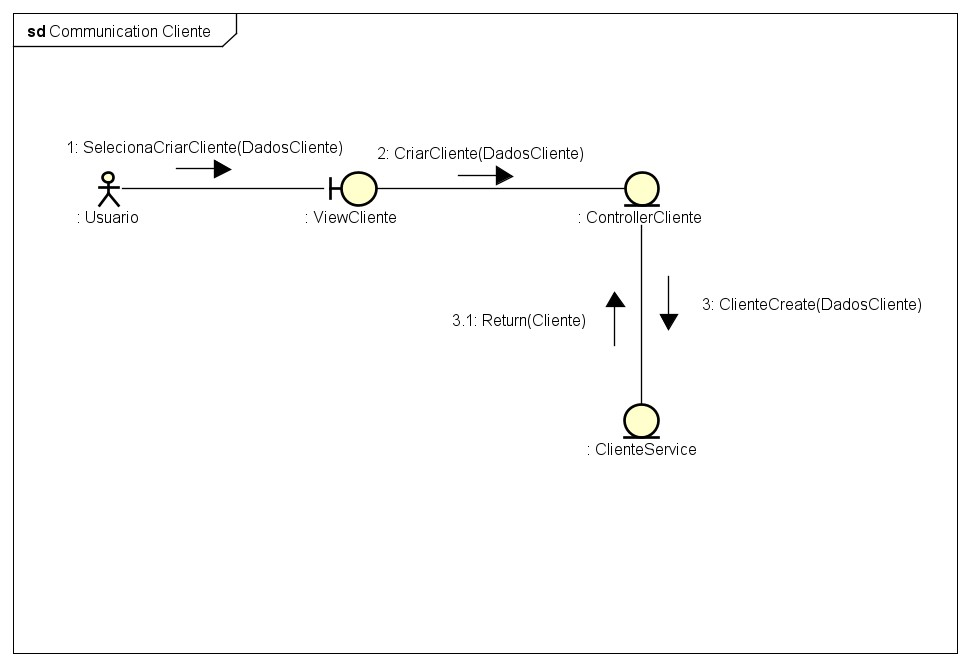 sd Communication Cliente
1: SelecionaCriarCliente(DadosCliente)
2: CriarCliente(DadosCliente)
: Usuario
: ViewCliente
: ControllerCliente
3: ClienteCreate(DadosCliente)
3.1: Return(Cliente)
: ClienteService